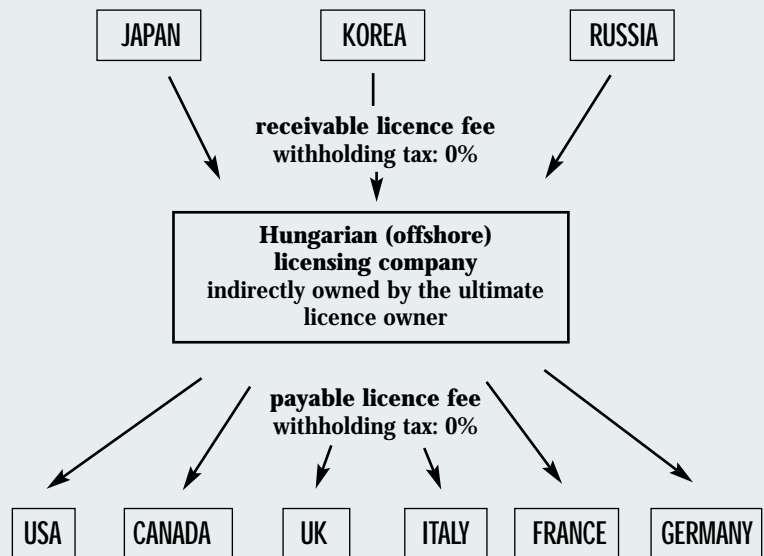 JAPAN KOREA RUSSIA
receivable licence fee
withholding tax: 0%
Hungarian (offshore)
licensing company
indirectly owned by the ultimate
licence owner
payable licence fee
withholding tax: 0%
USA CANADA UK ITALY FRANCE GERMANY